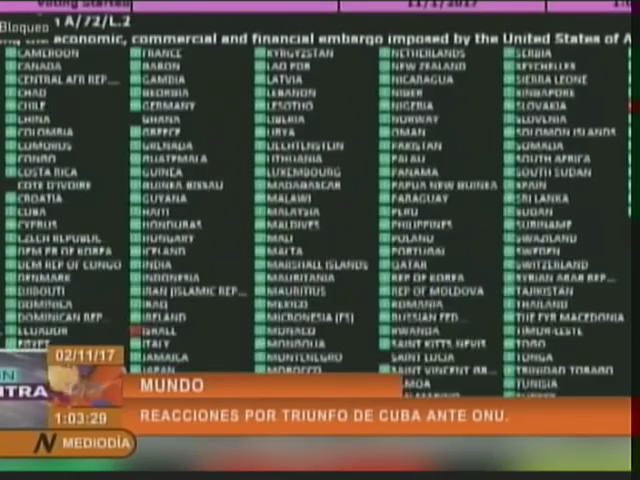 Voting Started
11/1/2017
1:0
Bloqueo
A/72/L.2
economic, commercial and financial embargo imposed by the United States of A
CAMEROON
CANADA
CENTRAL AFR REP...
CHAD
CHILE
CHINA
COLOMBIA
COMOROS
CONGO
COSTA RICA
COTE D'IVOIRE
CROATIA
CUBA
CYPRUS
CZECH REPUBLIC
DEM PR OF KOREA
DEM REP OF CONGO
DENMARK
DJIBOUTI
DOMINICA
DOMINICAN REP...
ECUADOR
EGYPT
FRANCE
GABON
GAMBIA
GEORGIA
GERMANY
GHANA
GREECE
GRENADA
GUATEMALA
GUINEA
GUINEA BISSAU
GUYANA
HAITI
HONDURAS
HUNGARY
ICELAND
INDIA
INDONESIA
IRAN (ISLAMIC REP...
IRAQ
IRELAND
ISRAEL
ITALY
JAMAICA
JAPAN
KYRGYZSTAN
LAO PDR
LATVIA
LEBANON
LESOTHO
LIBERIA
LIBYA
LIECHTENSTEIN
LITHUANIA
LUXEMBOURG
MADAGASCAR
MALAWI
MALAYSIA
MALDIVES
MALI
MALTA
MARSHALL ISLANDS
MAURITANIA
MAURITIUS
MEXICO
MICRONESIA (FS)
MONACO
MONGOLIA
MONTENEGRO
MOROCCO
NETHERLANDS
NEW ZEALAND
NICARAGUA
NIGER
NIGERIA
NORWAY
OMAN
PAKISTAN
PALAU
PANAMA
PAPUA NEW GUINEA
PARAGUAY
PERU
PHILIPPINES
POLAND
PORTUGAL
QATAR
REP OF KOREA
REP OF MOLDOVA
ROMANIA
RUSSIAN FED...
RWANDA
SAINT KITTS NEVIS
SAINT LUCIA
SAINT VINCENT GR...
MOA
SERBIA
SEYCHELLES
SIERRA LEONE
SINGAPORE
SLOVAKIA
SLOVENIA
SOLOMON ISLANDS
SOMALIA
SOUTH AFRICA
SOUTH SUDAN
SPAIN
SRI LANKA
SUDAN
SURINAME
SWAZILAND
SWEDEN
SWITZERLAND
SYRIAN ARAB REP...
TAJIKISTAN
THAILAND
THE FYR MACEDONIA
TIMOR-LESTE
TOGO
TONGA
TRINIDAD TOBAGO
TUNISIA
02/11/17
NTRA
MUNDO
1:03:29
REACCIONES POR TRIUNFO DE CUBA ANTE ONU.
N MEDIODÍA